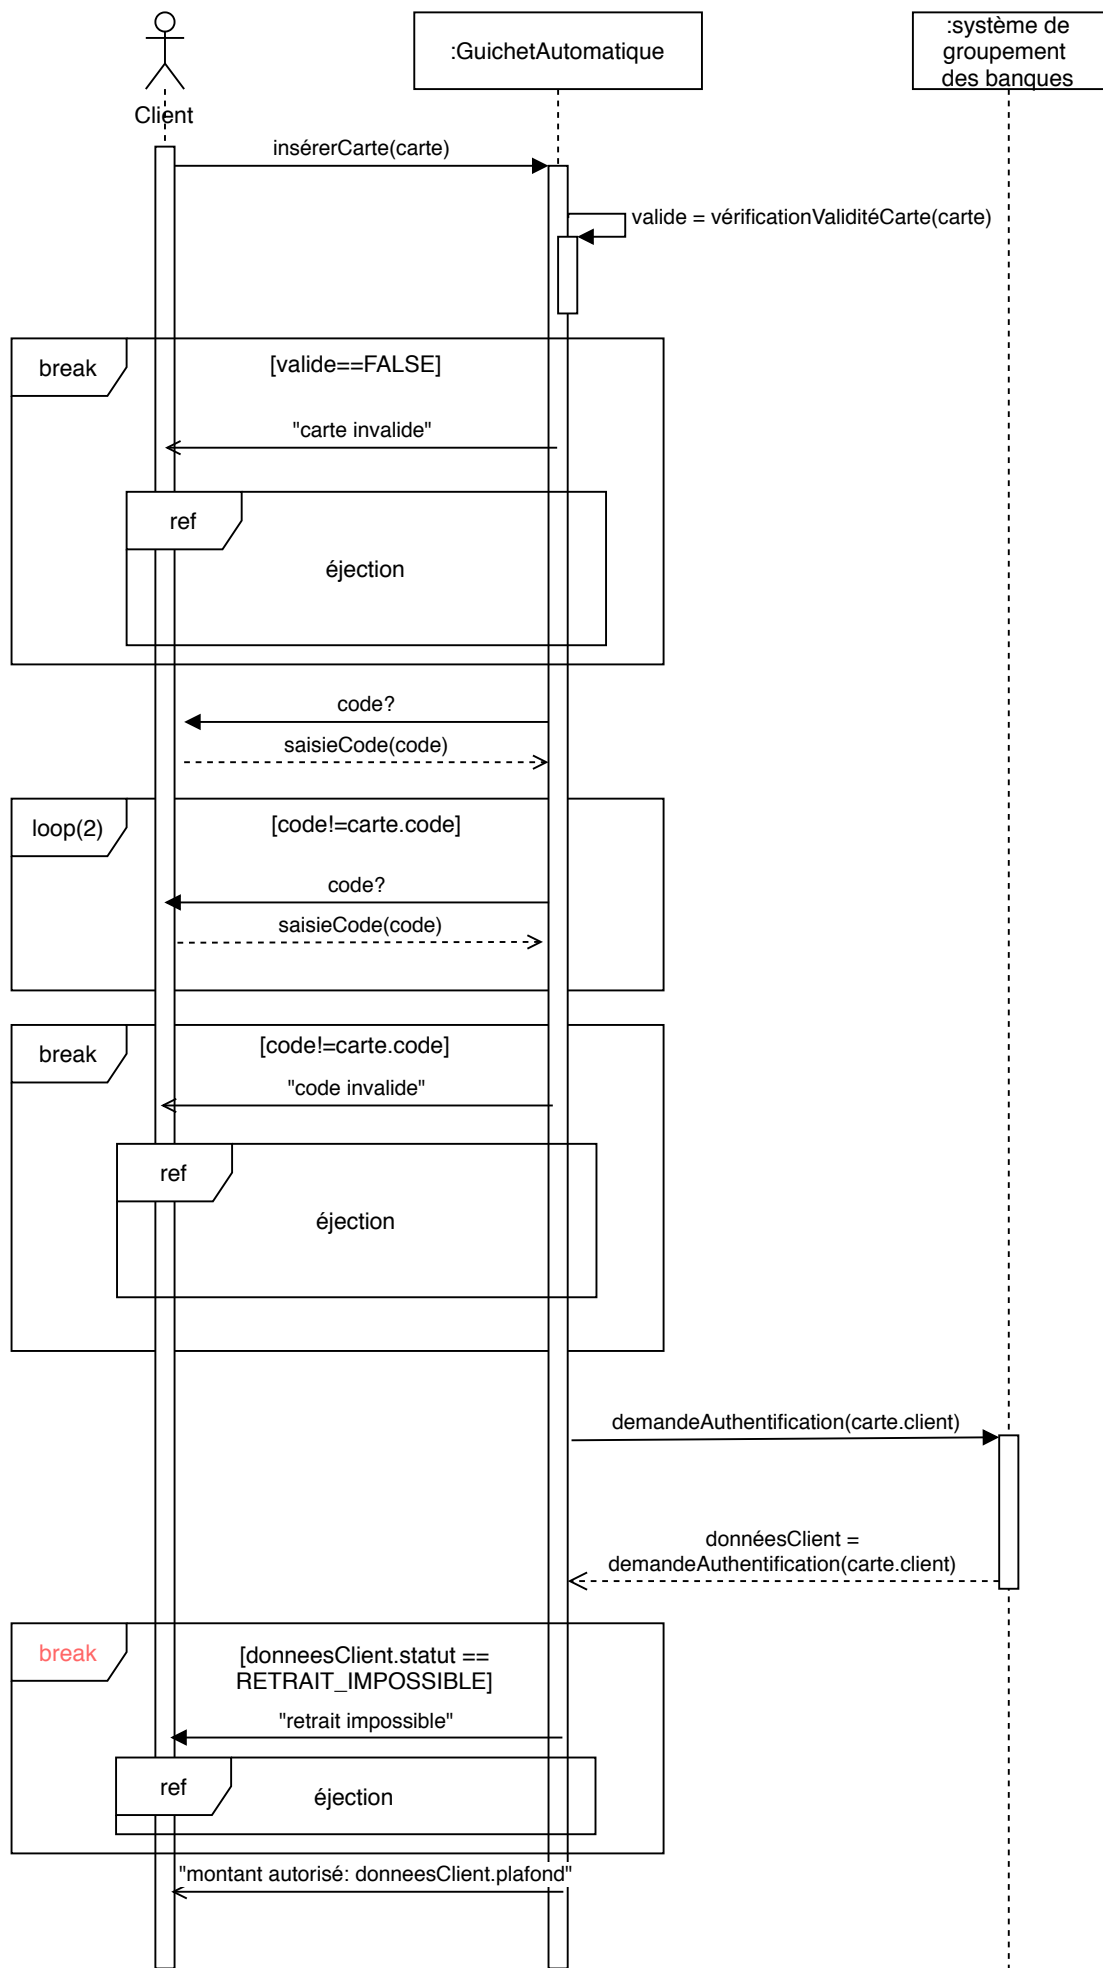 Client
:GuichetAutomatique
:système de
groupement
des banques
insérerCarte(carte)
valide = vérificationValiditéCarte(carte)
break
[valide==FALSE]
"carte invalide"
ref
éjection
code?
saisieCode(code)
loop(2)
[code!=carte.code]
code?
saisieCode(code)
break
[code!=carte.code]
"code invalide"
ref
éjection
demandeAuthentification(carte.client)
donnéesClient =
demandeAuthentification(carte.client)
break
[donneesClient.statut ==
RETRAIT_IMPOSSIBLE]
"retrait impossible"
ref
éjection
"montant autorisé: donneesClient.plafond"